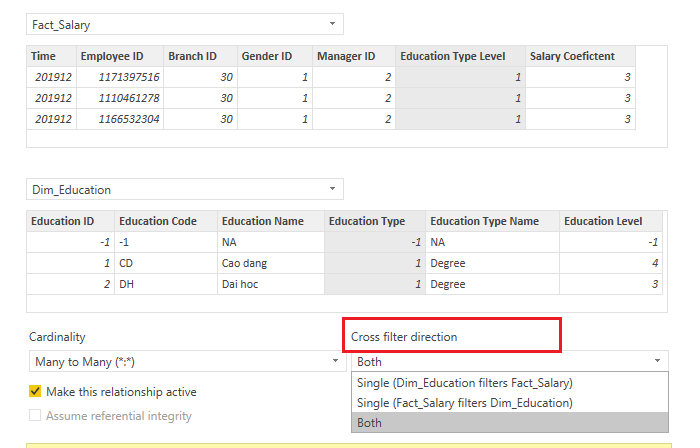 Fact_Salary
Time Employee ID Branch ID Gender ID Manager ID Education Type Level Salary Coefictent
201912 1171397516 30 1 2 1 3
201912 1110461278 30 1 2 1 3
201912 1166532304 30 1 2 1 3
Dim_Education
Education ID Education Code Education Name Education Type Education Type Name Education Level
-1 -1 NA -1 NA -1
1 CD Cao dang 1 Degree 4
2 DH Dai hoc 1 Degree 3
Cardinality Cross filter direction
Many to Many (*:*) Both
Make this relationship active Single (Dim_Education filters Fact_Salary)
Assume referential integrity Single (Fact_Salary filters Dim_Education)
Both